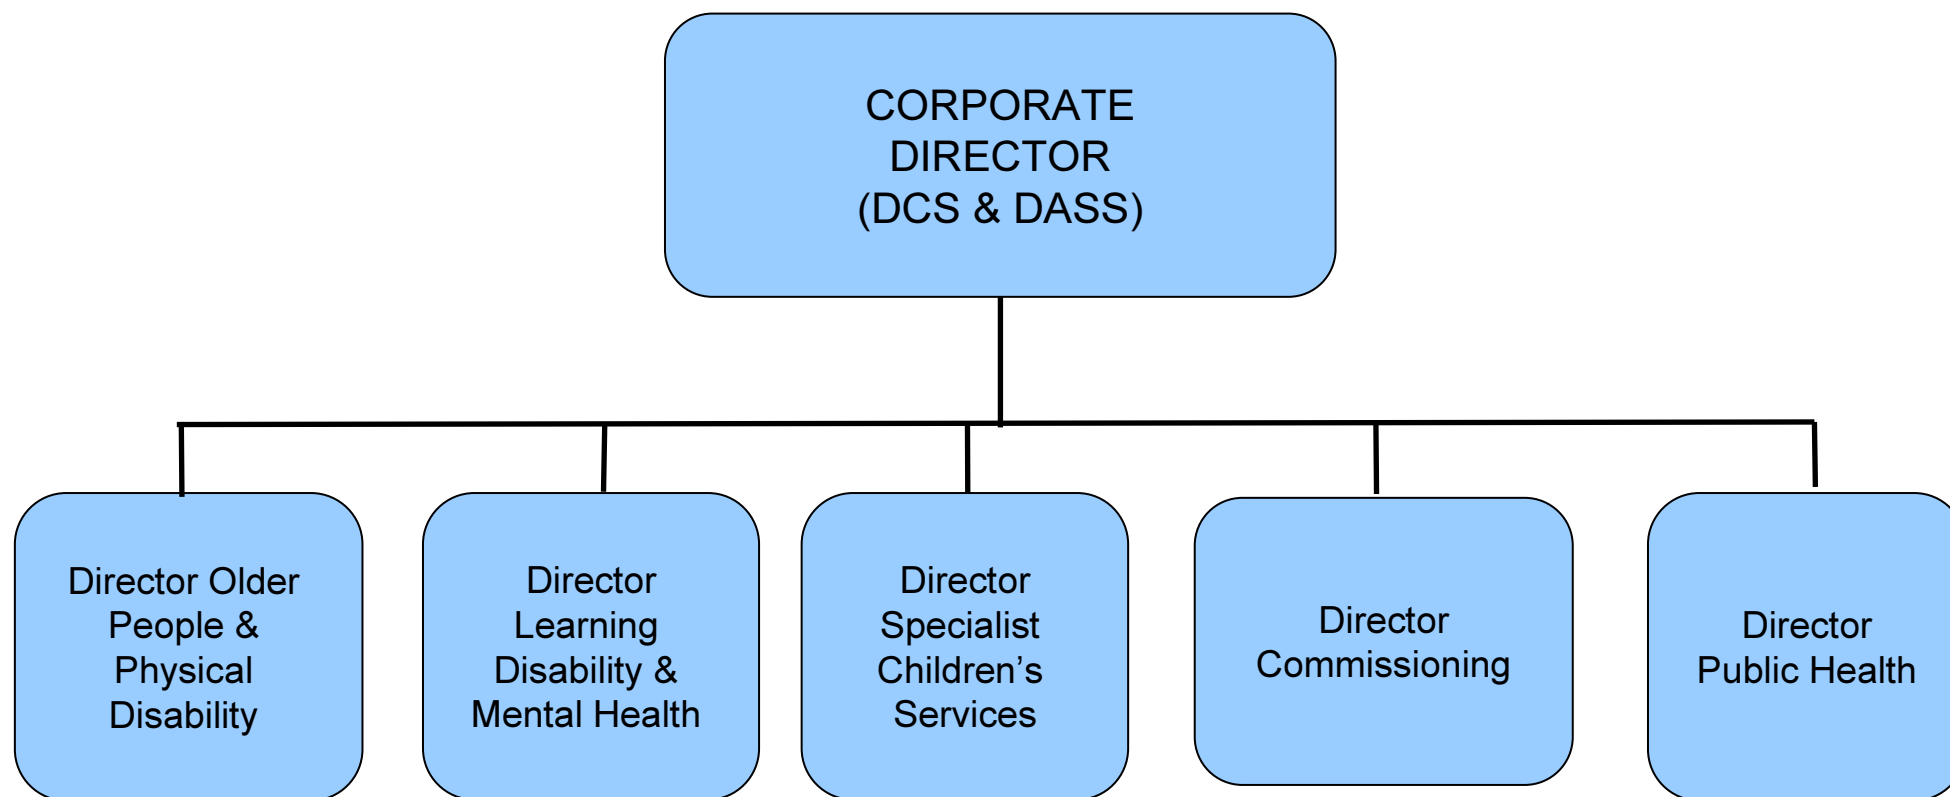 CORPORATE
DIRECTOR
(DCS & DASS)
Director Older
People &
Physical
Disability
Director
Learning
Disability &
Mental Health
Director
Specialist
Children’s
Services
Director
Commissioning
Director
Public Health